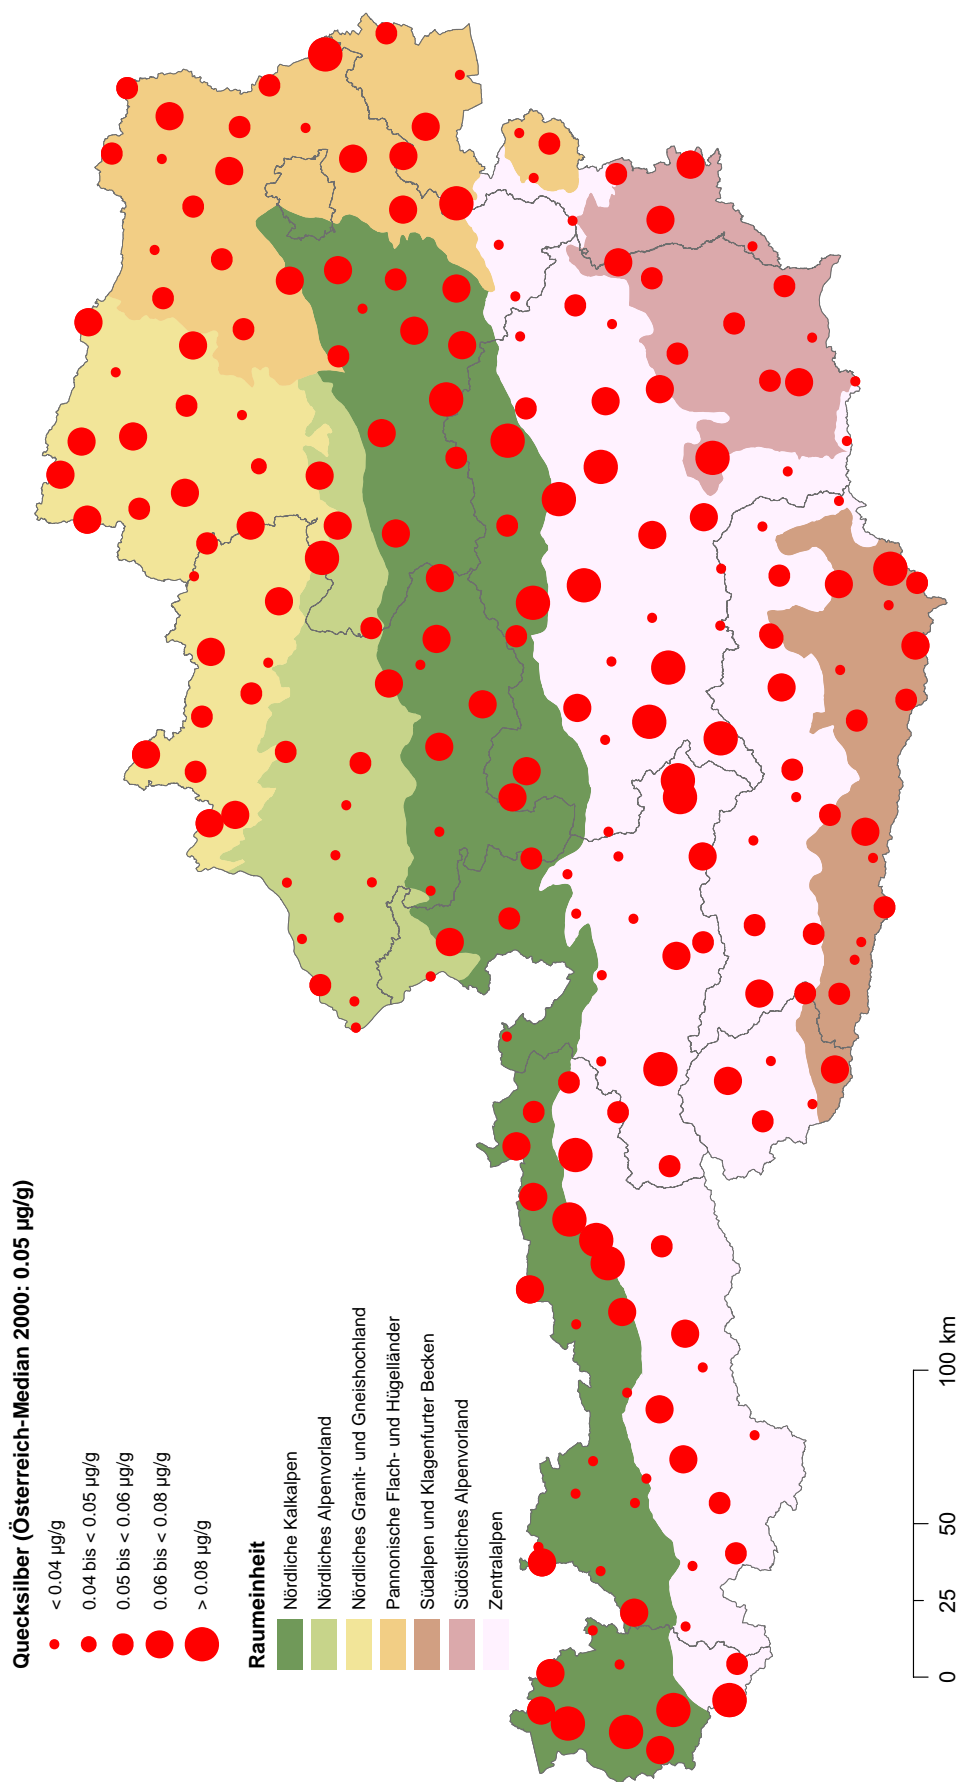 Quecksilber (Österreich-Median 2000: 0.05 µg/g)
< 0.04 µg/g
0.04 bis < 0.05 µg/g
0.05 bis < 0.06 µg/g
0.06 bis < 0.08 µg/g
> 0.08 µg/g
Raumeinheit
Nördliche Kalkalpen
Nördliches Alpenvorland
Nördliches Granit- und Gneishochland
Pannonische Flach- und Hügelländer
Südalpen und Klagenfurter Becken
Südöstliches Alpenvorland
Zentralalpen
0 25 50 100 km